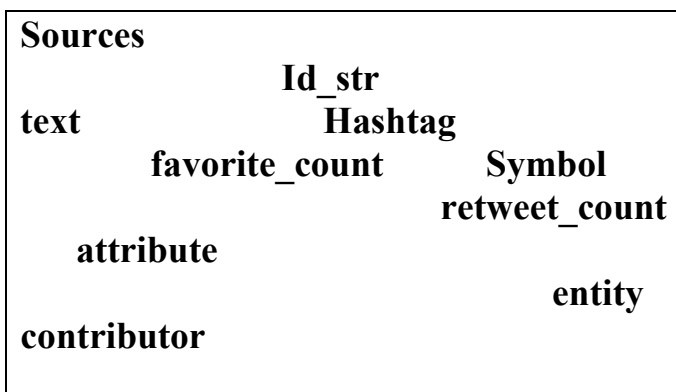 Sources
Id_str
text Hashtag
favorite_count Symbol
retweet_count
attribute
entity
contributor